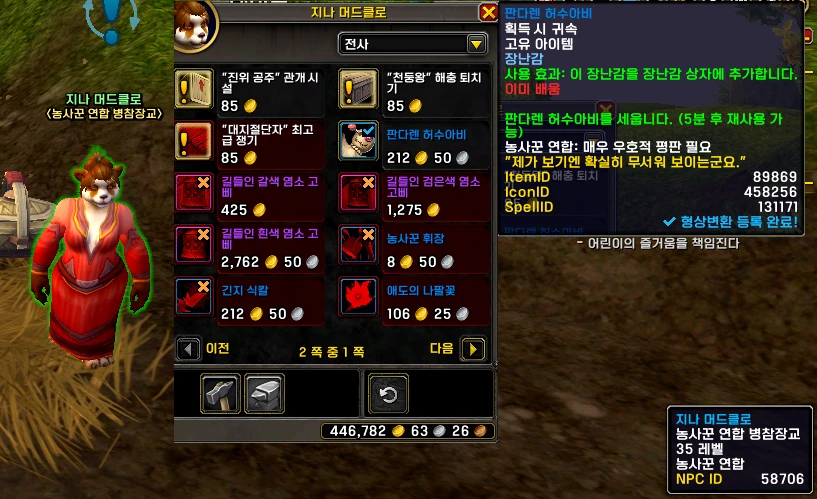 지나 머드클로
<농사꾼 연합 병참장교>
지나 머드클로
전사
"진위 공주" 관개 시
설
85
"천둥왕" 해충 퇴치
기
85
"대지절단자" 최고
급 쟁기
85
판다렌 허수아비
212 50
길들인 갈색 염소 고
삐
425
길들인 검은색 염소
고삐
1,275
길들인 흰색 염소 고
삐
2,762 50
농사꾼 휘장
8 50
긴지 식칼
212 50
애도의 나팔꽃
106 25
이전
2 쪽 중 1 쪽
다음
446,782 63 26
판다렌 허수아비
획득 시 귀속
고유 아이템
장난감
사용 효과: 이 장난감을 장난감 상자에 추가합니다.
이미 배움
판다렌 허수아비를 세웁니다. (5분 후 재사용 가
능)
농사꾼 연합: 매우 우호적 평판 필요
"제가 보기엔 확실히 무서워 보이는군요."
ItemID 89869
IconID 458256
SpellID 131171
형상변환 등록 완료!
- 어린이의 즐거움을 책임진다
지나 머드클로
농사꾼 연합 병참장교
35 레벨
농사꾼 연합
NPC ID 58706